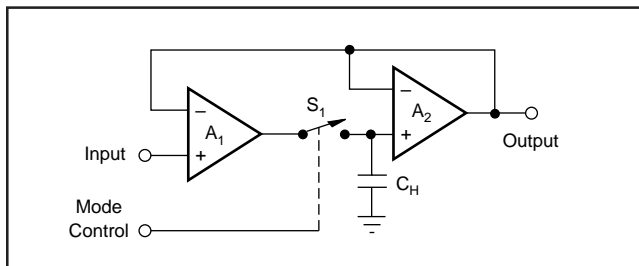 S1
−
A1
+
−
A2
+
Input
Output
CH
Mode
Control